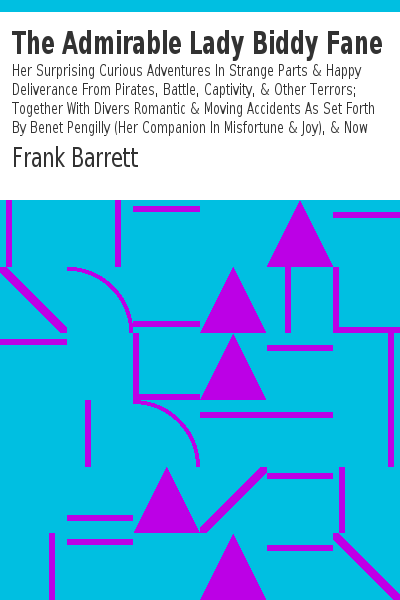 The Admirable Lady Biddy Fane
Her Surprising Curious Adventures In Strange Parts & Happy
Deliverance From Pirates, Battle, Captivity, & Other Terrors;
Together With Divers Romantic & Moving Accidents As Set Forth
By Benet Pengilly (Her Companion In Misfortune & Joy), & Now
Frank Barrett